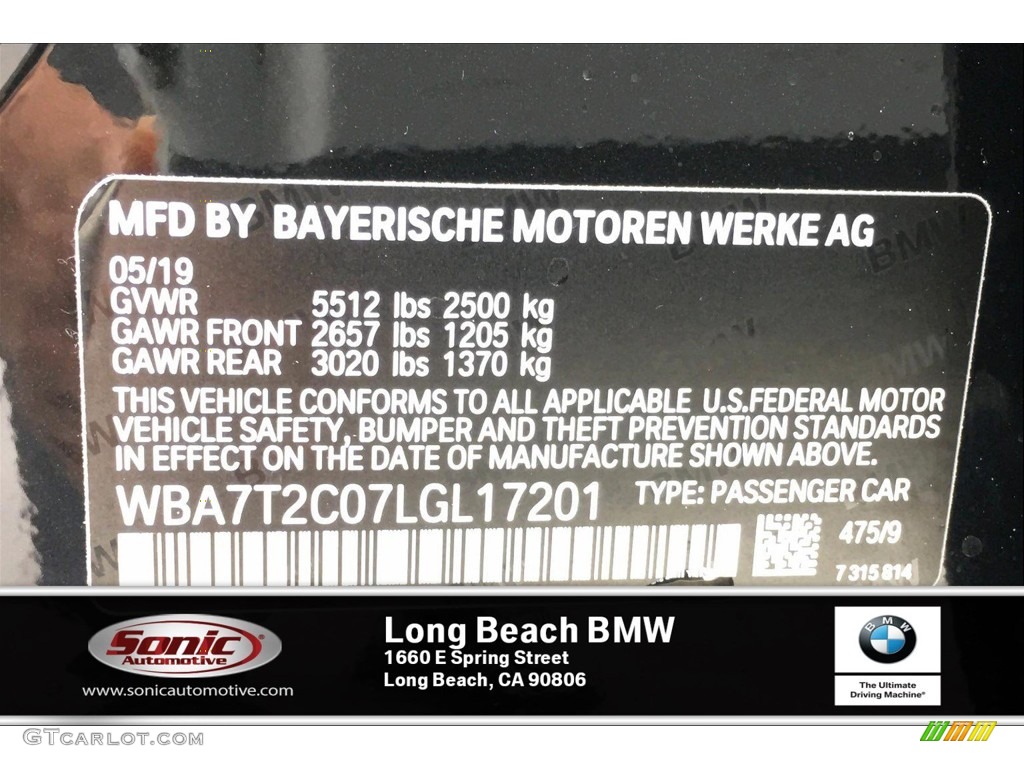 MFD BY BAYERISCHE MOTOREN WERKE AG
05/19
GVWR 5512 lbs 2500 kg
GAWR FRONT 2657 lbs 1205 kg
GAWR REAR 3020 lbs 1370 kg
THIS VEHICLE CONFORMS TO ALL APPLICABLE U.S.FEDERAL MOTOR
VEHICLE SAFETY, BUMPER AND THEFT PREVENTION STANDARDS
IN EFFECT ON THE DATE OF MANUFACTURE SHOWN ABOVE.
WBA7T2C07LGL17201 TYPE: PASSENGER CAR
475/9
7315814
Sonic
Automotive
www.sonicautomotive.com
Long Beach BMW
1660 E Spring Street
Long Beach, CA 90806
BMW
The Ultimate
Driving Machine®
GTcarlot.com